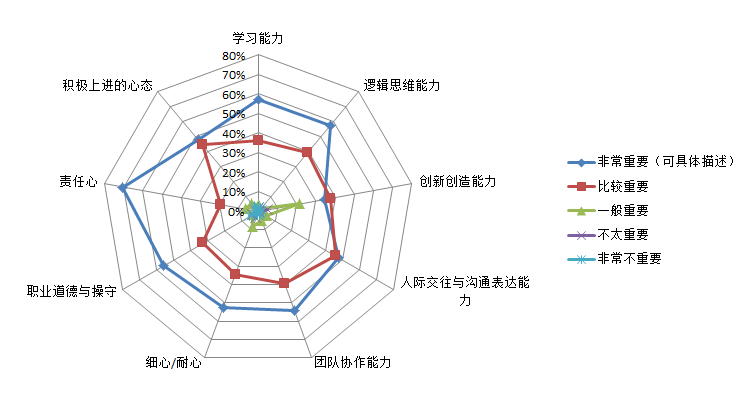 学习能力
80%
70%
60%
50%
40%
30%
20%
10%
0%
逻辑思维能力
创新创造能力
人际交往与沟通表达能
力
团队协作能力
细心/耐心
职业道德与操守
责任心
积极上进的心态
非常重要（可具体描述）
比较重要
一般重要
不太重要
非常不重要